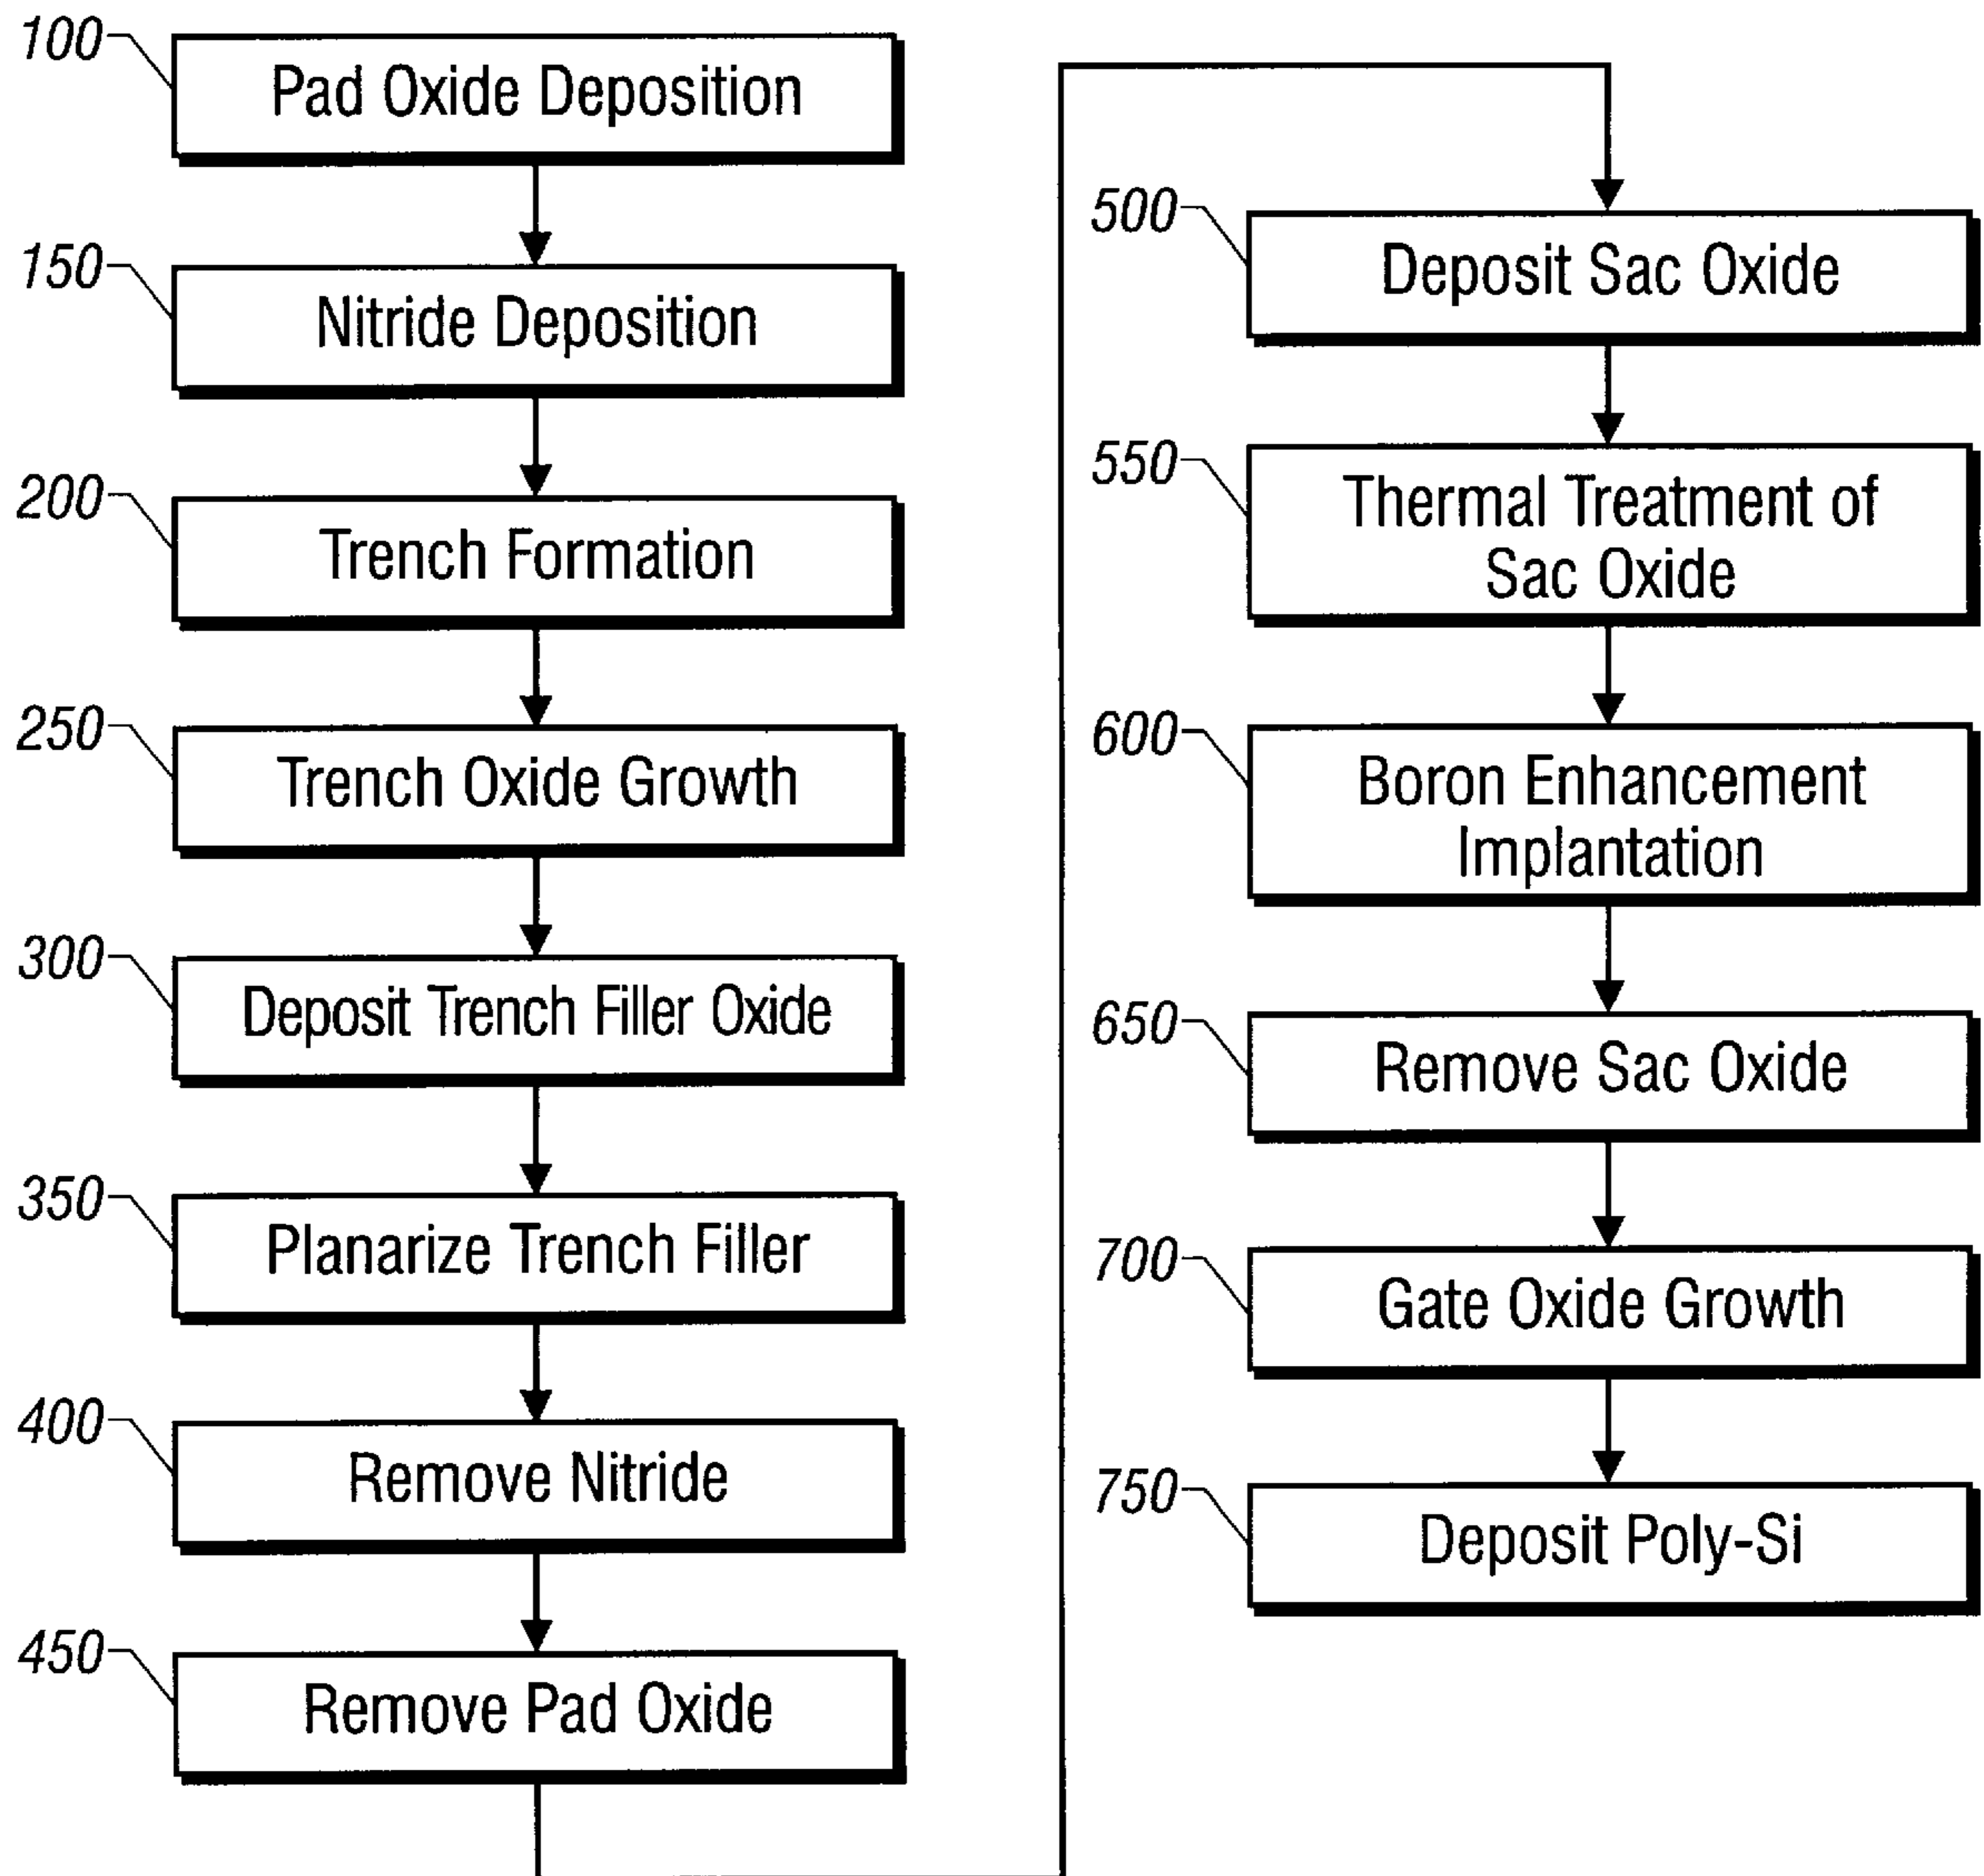 100
Pad Oxide Deposition
150
Nitride Deposition
200
Trench Formation
250
Trench Oxide Growth
300
Deposit Trench Filler Oxide
350
Planarize Trench Filler
400
Remove Nitride
450
Remove Pad Oxide
500
Deposit Sac Oxide
550
Thermal Treatment of
Sac Oxide
600
Boron Enhancement
Implantation
650
Remove Sac Oxide
700
Gate Oxide Growth
750
Deposit Poly-Si